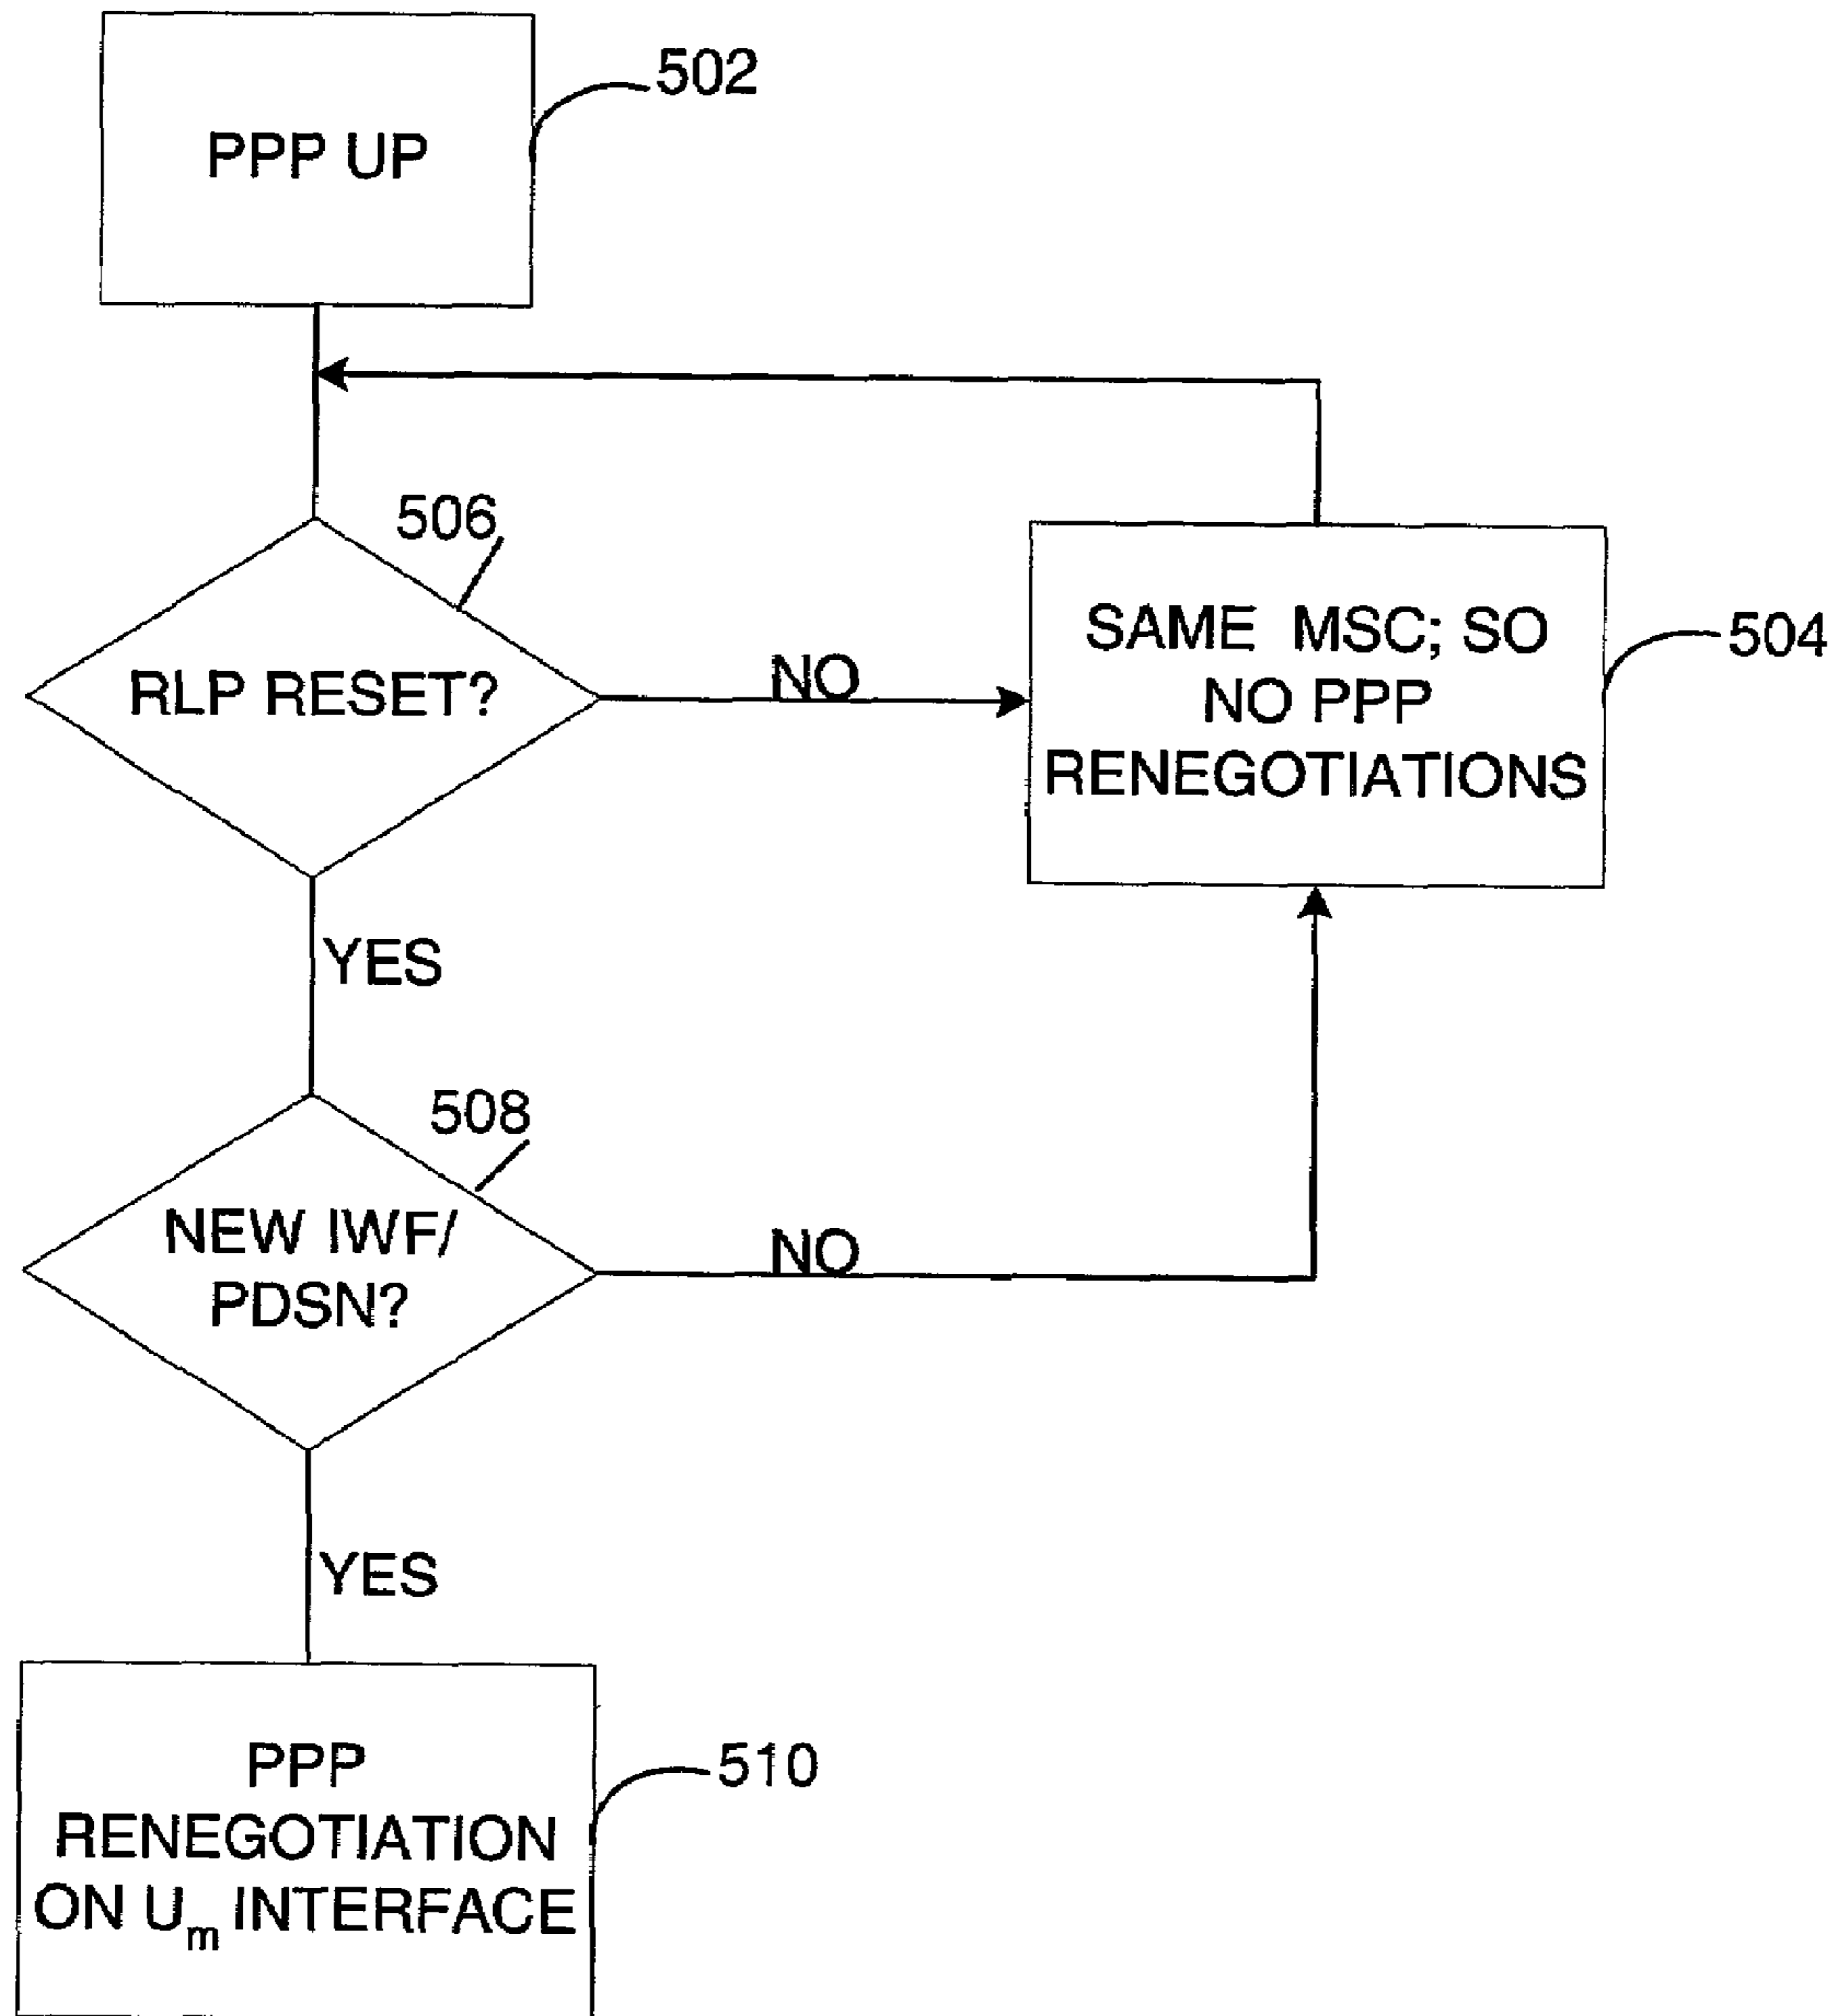 502
PPP UP
506
RLP RESET?
NO
SAME MSC; SO
NO PPP
RENEGOTIATIONS
504
YES
508
NEW IWF/
PDSN?
NO
YES
PPP
RENEGOTIATION
ON Um INTERFACE
510